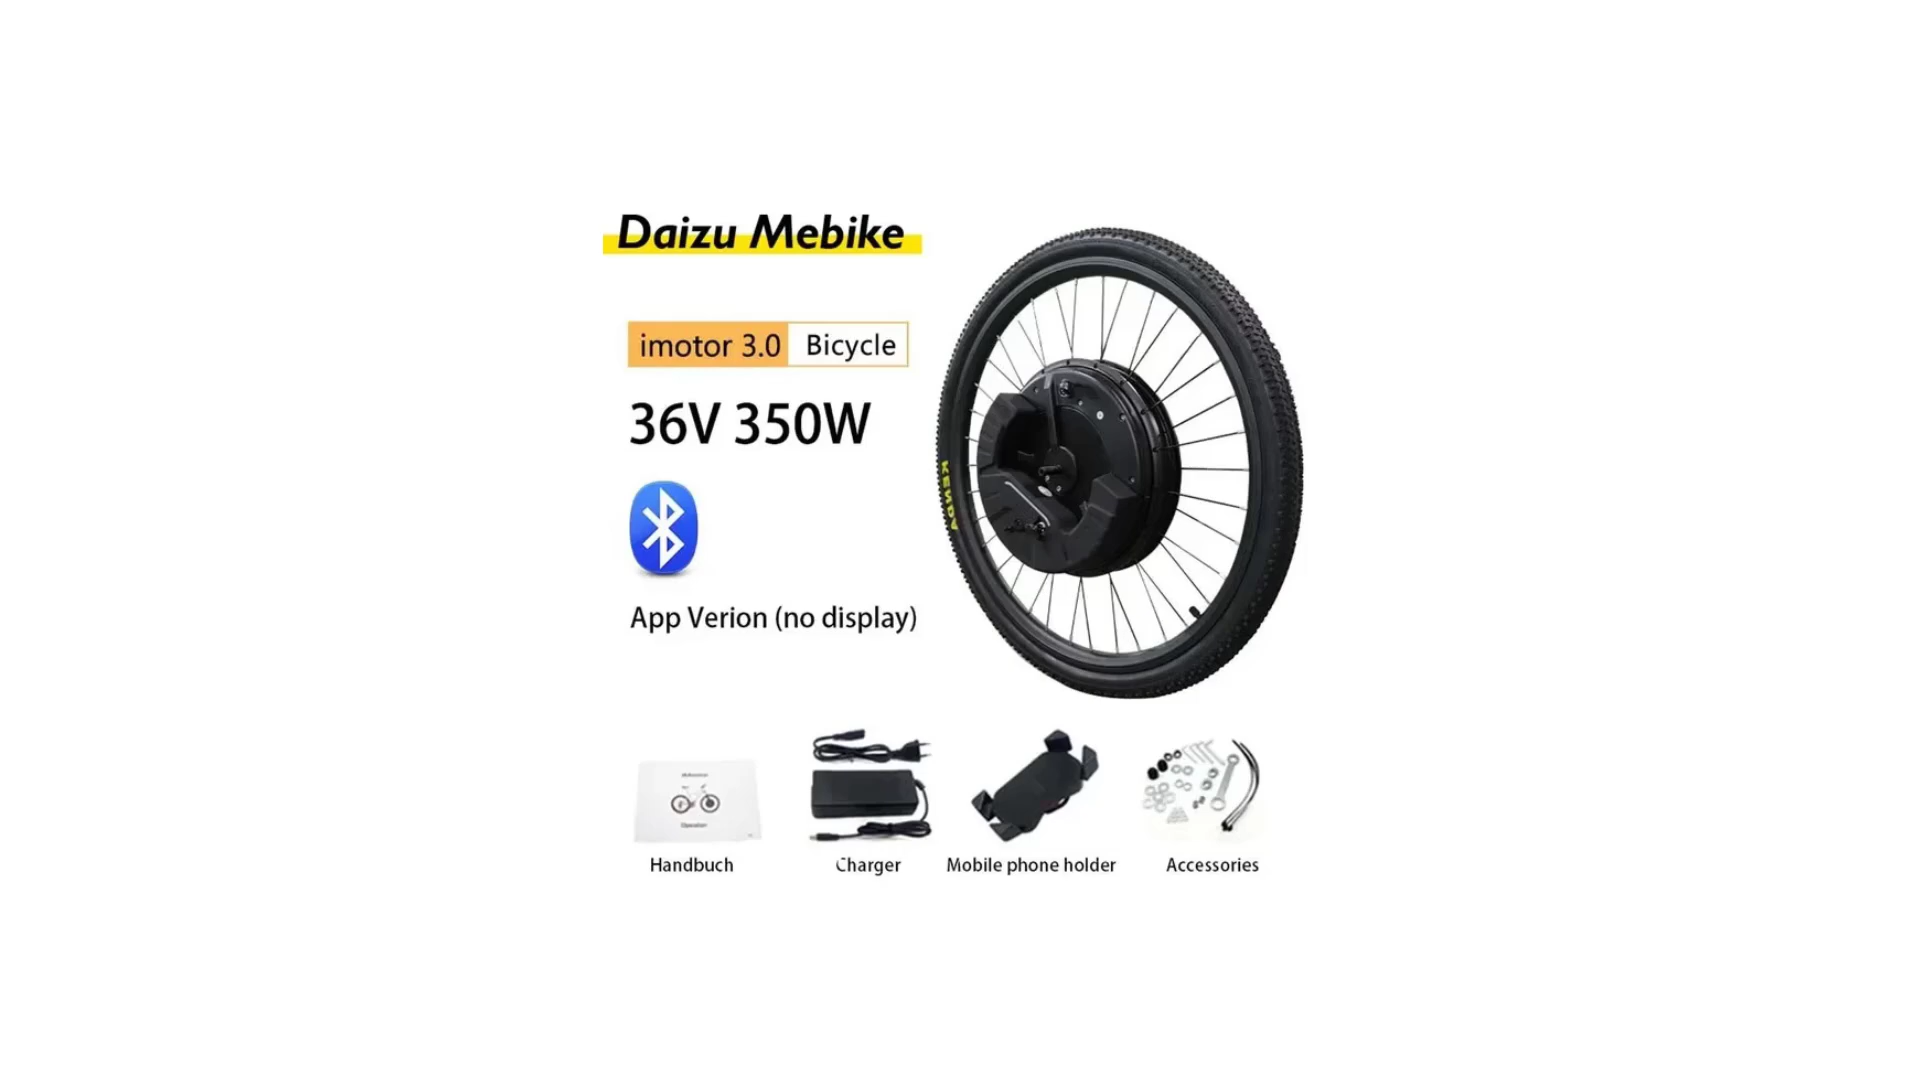 Daizu Mebike
imotor 3.0 Bicycle
36V 350W
KENDA
App Verion (no display)
Operation
Handbuch
Charger
Mobile phone holder
Accessories